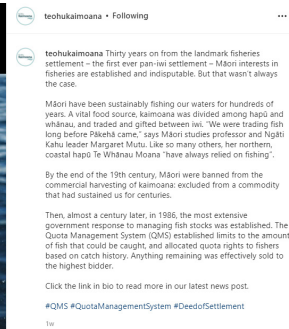 teohukaimoana • Following
teohukaimoana Thirty years on from the landmark fisheries
settlement – the first ever pan-iwi settlement – Māori interests in
fisheries are established and indisputable. But that wasn't always
the case.
Māori have been sustainably fishing our waters for hundreds of
years. A vital food source, kaimoana was divided among hapū and
whānau, and traded and gifted between iwi. "We were trading fish
long before Pākehā came," says Māori studies professor and Ngāti
Kahu leader Margaret Mutu. Like so many others, her northern,
coastal hapū Te Whānau Moana "have always relied on fishing".
By the end of the 19th century, Māori were banned from the
commercial harvesting of kaimoana: excluded from a commodity
that had sustained us for centuries.
Then, almost a century later, in 1986, the most extensive
government response to managing fish stocks was established. The
Quota Management System (QMS) established limits to the amount
of fish that could be caught, and allocated quota rights to fishers
based on catch history. Anything remaining was effectively sold to
the highest bidder.
Click the link in bio to read more in our latest news post.
#QMS #QuotaManagementSystem #DeedofSettlement
1w